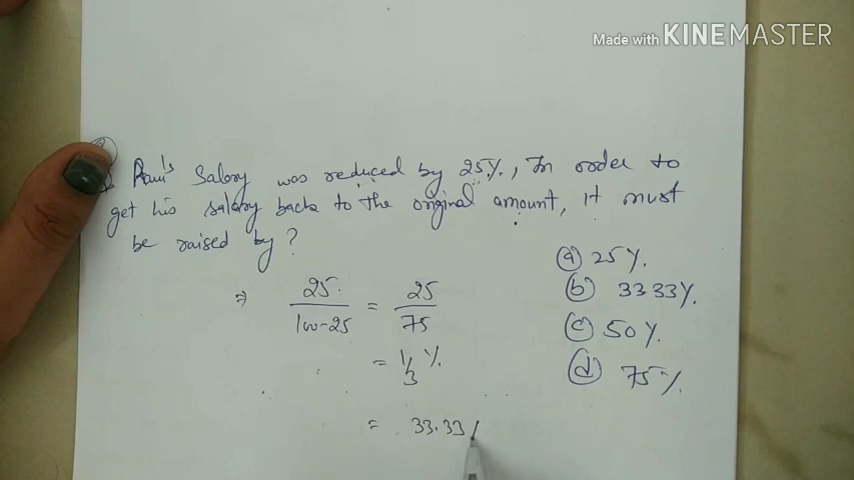 Made with KINEMASTER
Ram's Salary was reduced by 25%., In order to
get his salary back to the original amount, it must
be raised by ?
ⓐ 25%.
ⓑ 33.33%.
ⓒ 50%.
ⓓ 75%
⇒ 25 / 100-25 = 25 / 75
= 1/3 %.
= 33.33/